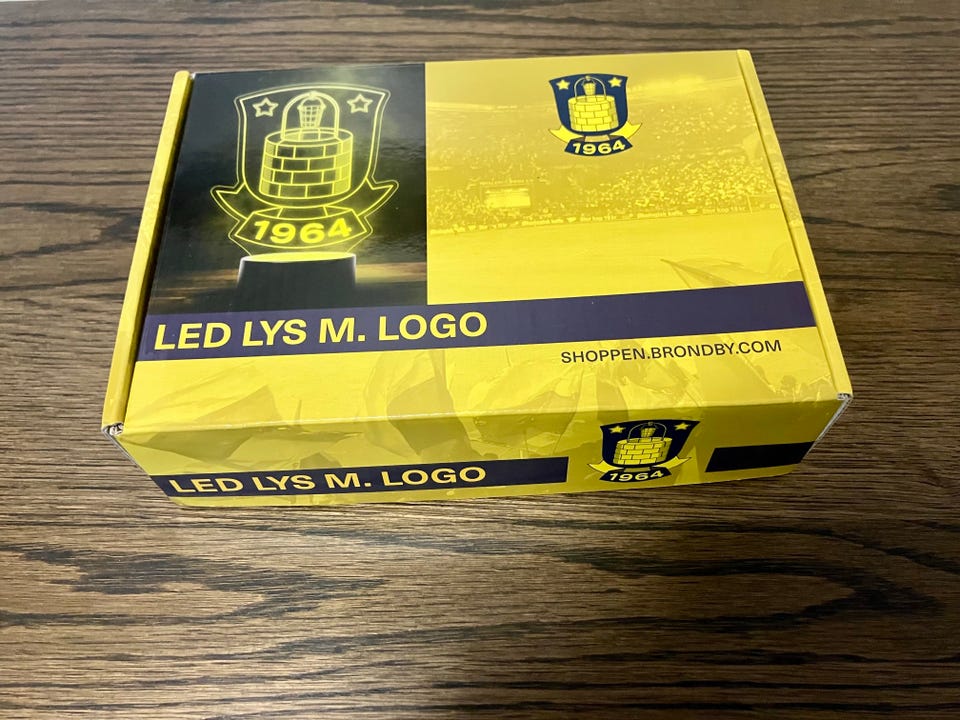 1964
1964
LED LYS M. LOGO
SHOPPEN.BRONDBY.COM
LED LYS M. LOGO
1964